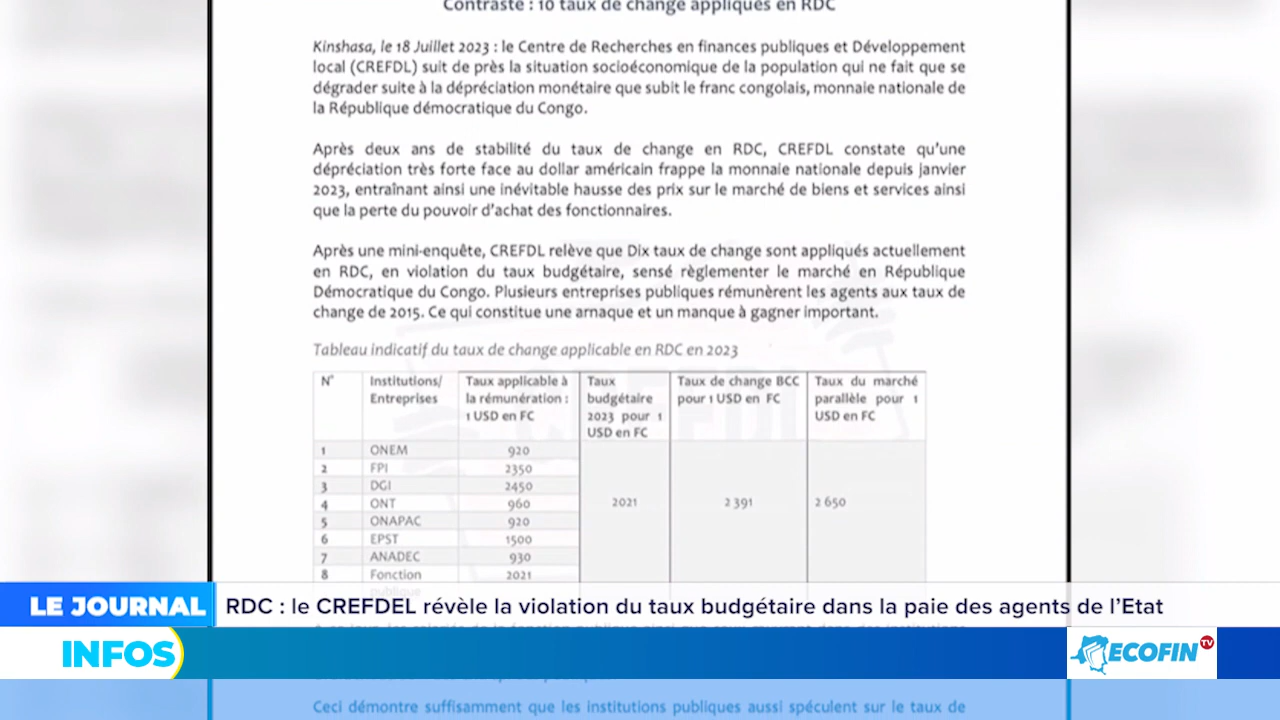 Contraste : 10 taux de change appliqués en RDC
Kinshasa, le 18 Juillet 2023 : le Centre de Recherches en finances publiques et Développement
local (CREFDL) suit de près la situation socioéconomique de la population qui ne fait que se
dégrader suite à la dépréciation monétaire que subit le franc congolais, monnaie nationale de
la République démocratique du Congo.
Après deux ans de stabilité du taux de change en RDC, CREFDL constate qu'une
dépréciation très forte face au dollar américain frappe la monnaie nationale depuis janvier
2023, entraînant ainsi une inévitable hausse des prix sur le marché de biens et services ainsi
que la perte du pouvoir d'achat des fonctionnaires.
Après une mini-enquête, CREFDL relève que Dix taux de change sont appliqués actuellement
en RDC, en violation du taux budgétaire, sensé règlementer le marché en République
Démocratique du Congo. Plusieurs entreprises publiques rémunèrent les agents aux taux de
change de 2015. Ce qui constitue une arnaque et un manque à gagner important.
Tableau indicatif du taux de change applicable en RDC en 2023
N° Institutions/ Taux applicable à Taux Taux de change BCC Taux du marché
Entreprises la rémunération : budgétaire pour 1 USD en FC parallèle pour 1
1 USD en FC 2023 pour 1 USD en FC
USD en FC
1 ONEM 920
2 FPI 2350
3 DGI 2450
4 ONT 960 2021 2 391 2 650
5 ONAPAC 920
6 EPST 1500
7 ANADEC 930
8 Fonction 2021
publique
LE JOURNAL RDC : le CREFDEL révèle la violation du taux budgétaire dans la paie des agents de l'Etat
INFOS ECOFIN TV
Ceci démontre suffisamment que les institutions publiques aussi spéculent sur le taux de